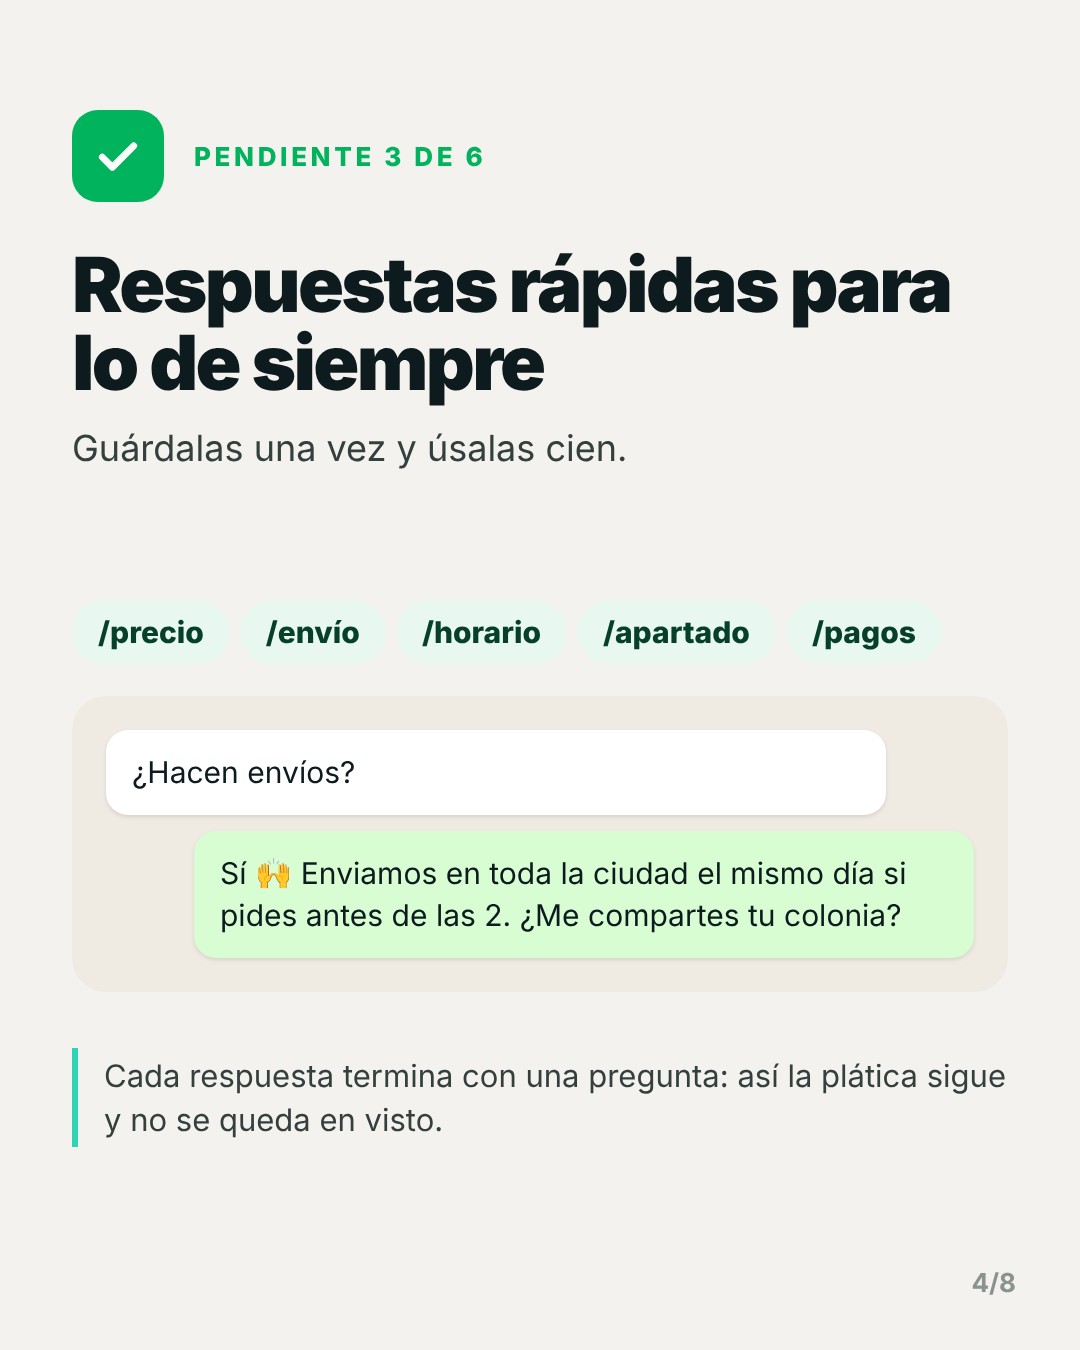 PENDIENTE 3 DE 6
Respuestas rápidas para
lo de siempre
Guárdalas una vez y úsalas cien.
/precio /envío /horario /apartado /pagos
¿Hacen envíos?
Sí 🙌 Enviamos en toda la ciudad el mismo día si
pides antes de las 2. ¿Me compartes tu colonia?
Cada respuesta termina con una pregunta: así la plática sigue
y no se queda en visto.
4/8